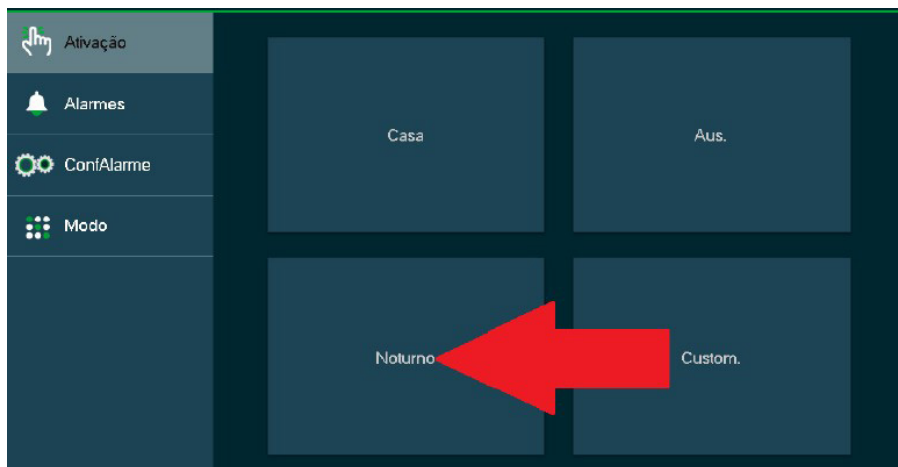 Ativação
Alarmes
ConfAlarme
Modo
Casa
Aus.
Noturno
Custom.